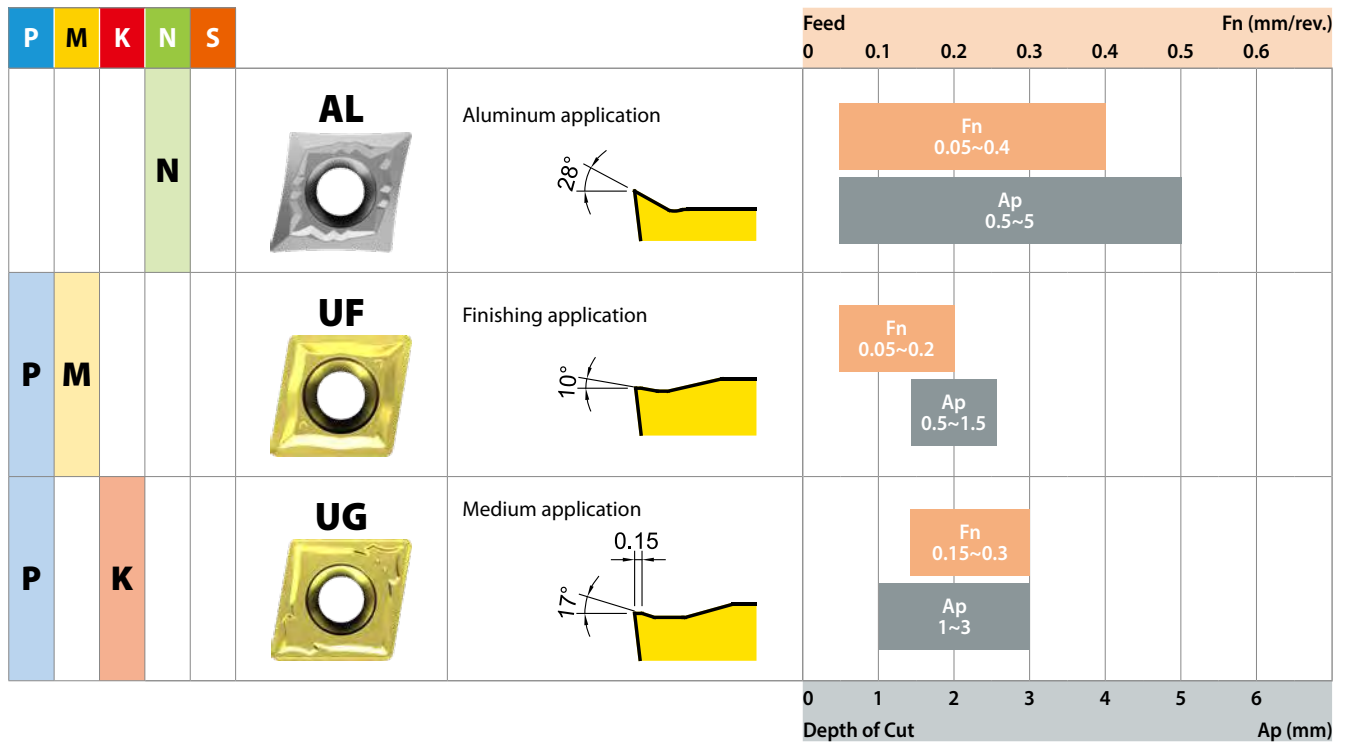 P M K N S
Feed Fn (mm/rev.)
0 0.1 0.2 0.3 0.4 0.5 0.6
N
AL
Aluminum application
28°
Fn
0.05~0.4
Ap
0.5~5
P M
UF
Finishing application
10°
Fn
0.05~0.2
Ap
0.5~1.5
P K
UG
Medium application
0.15
17°
Fn
0.15~0.3
Ap
1~3
0 1 2 3 4 5 6
Depth of Cut Ap (mm)